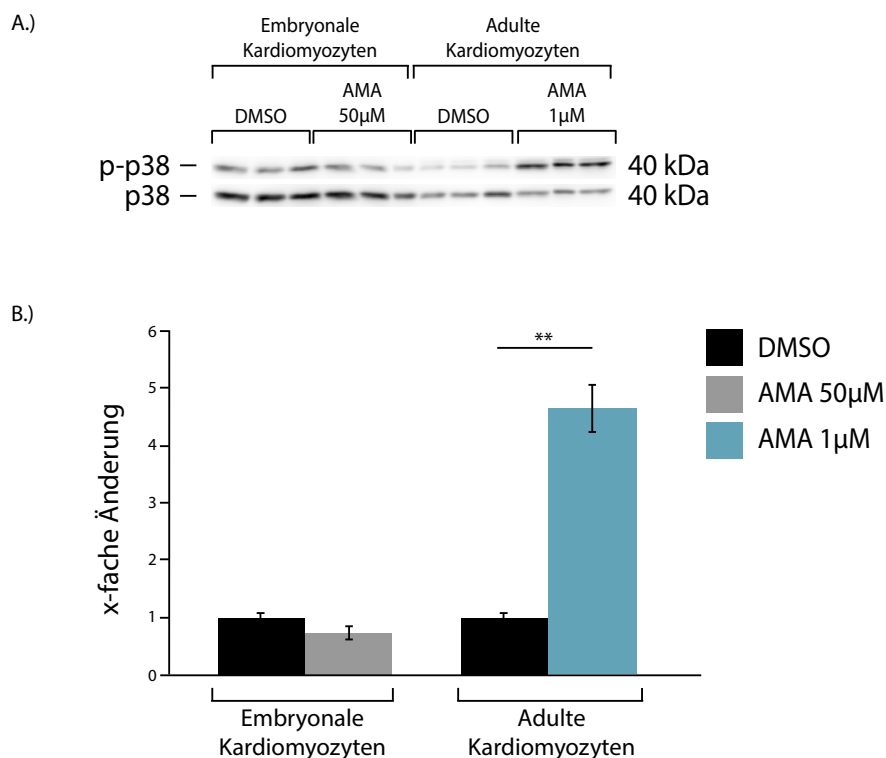 A.)
Embryonale
Kardiomyozyten
Adulte
Kardiomyozyten
DMSO
AMA
50µM
DMSO
AMA
1µM
p-p38 –
40 kDa
p38 –
40 kDa
B.)
x-fache Änderung
6
5
4
3
2
1
0
**
DMSO
AMA 50µM
AMA 1µM
Embryonale
Kardiomyozyten
Adulte
Kardiomyozyten